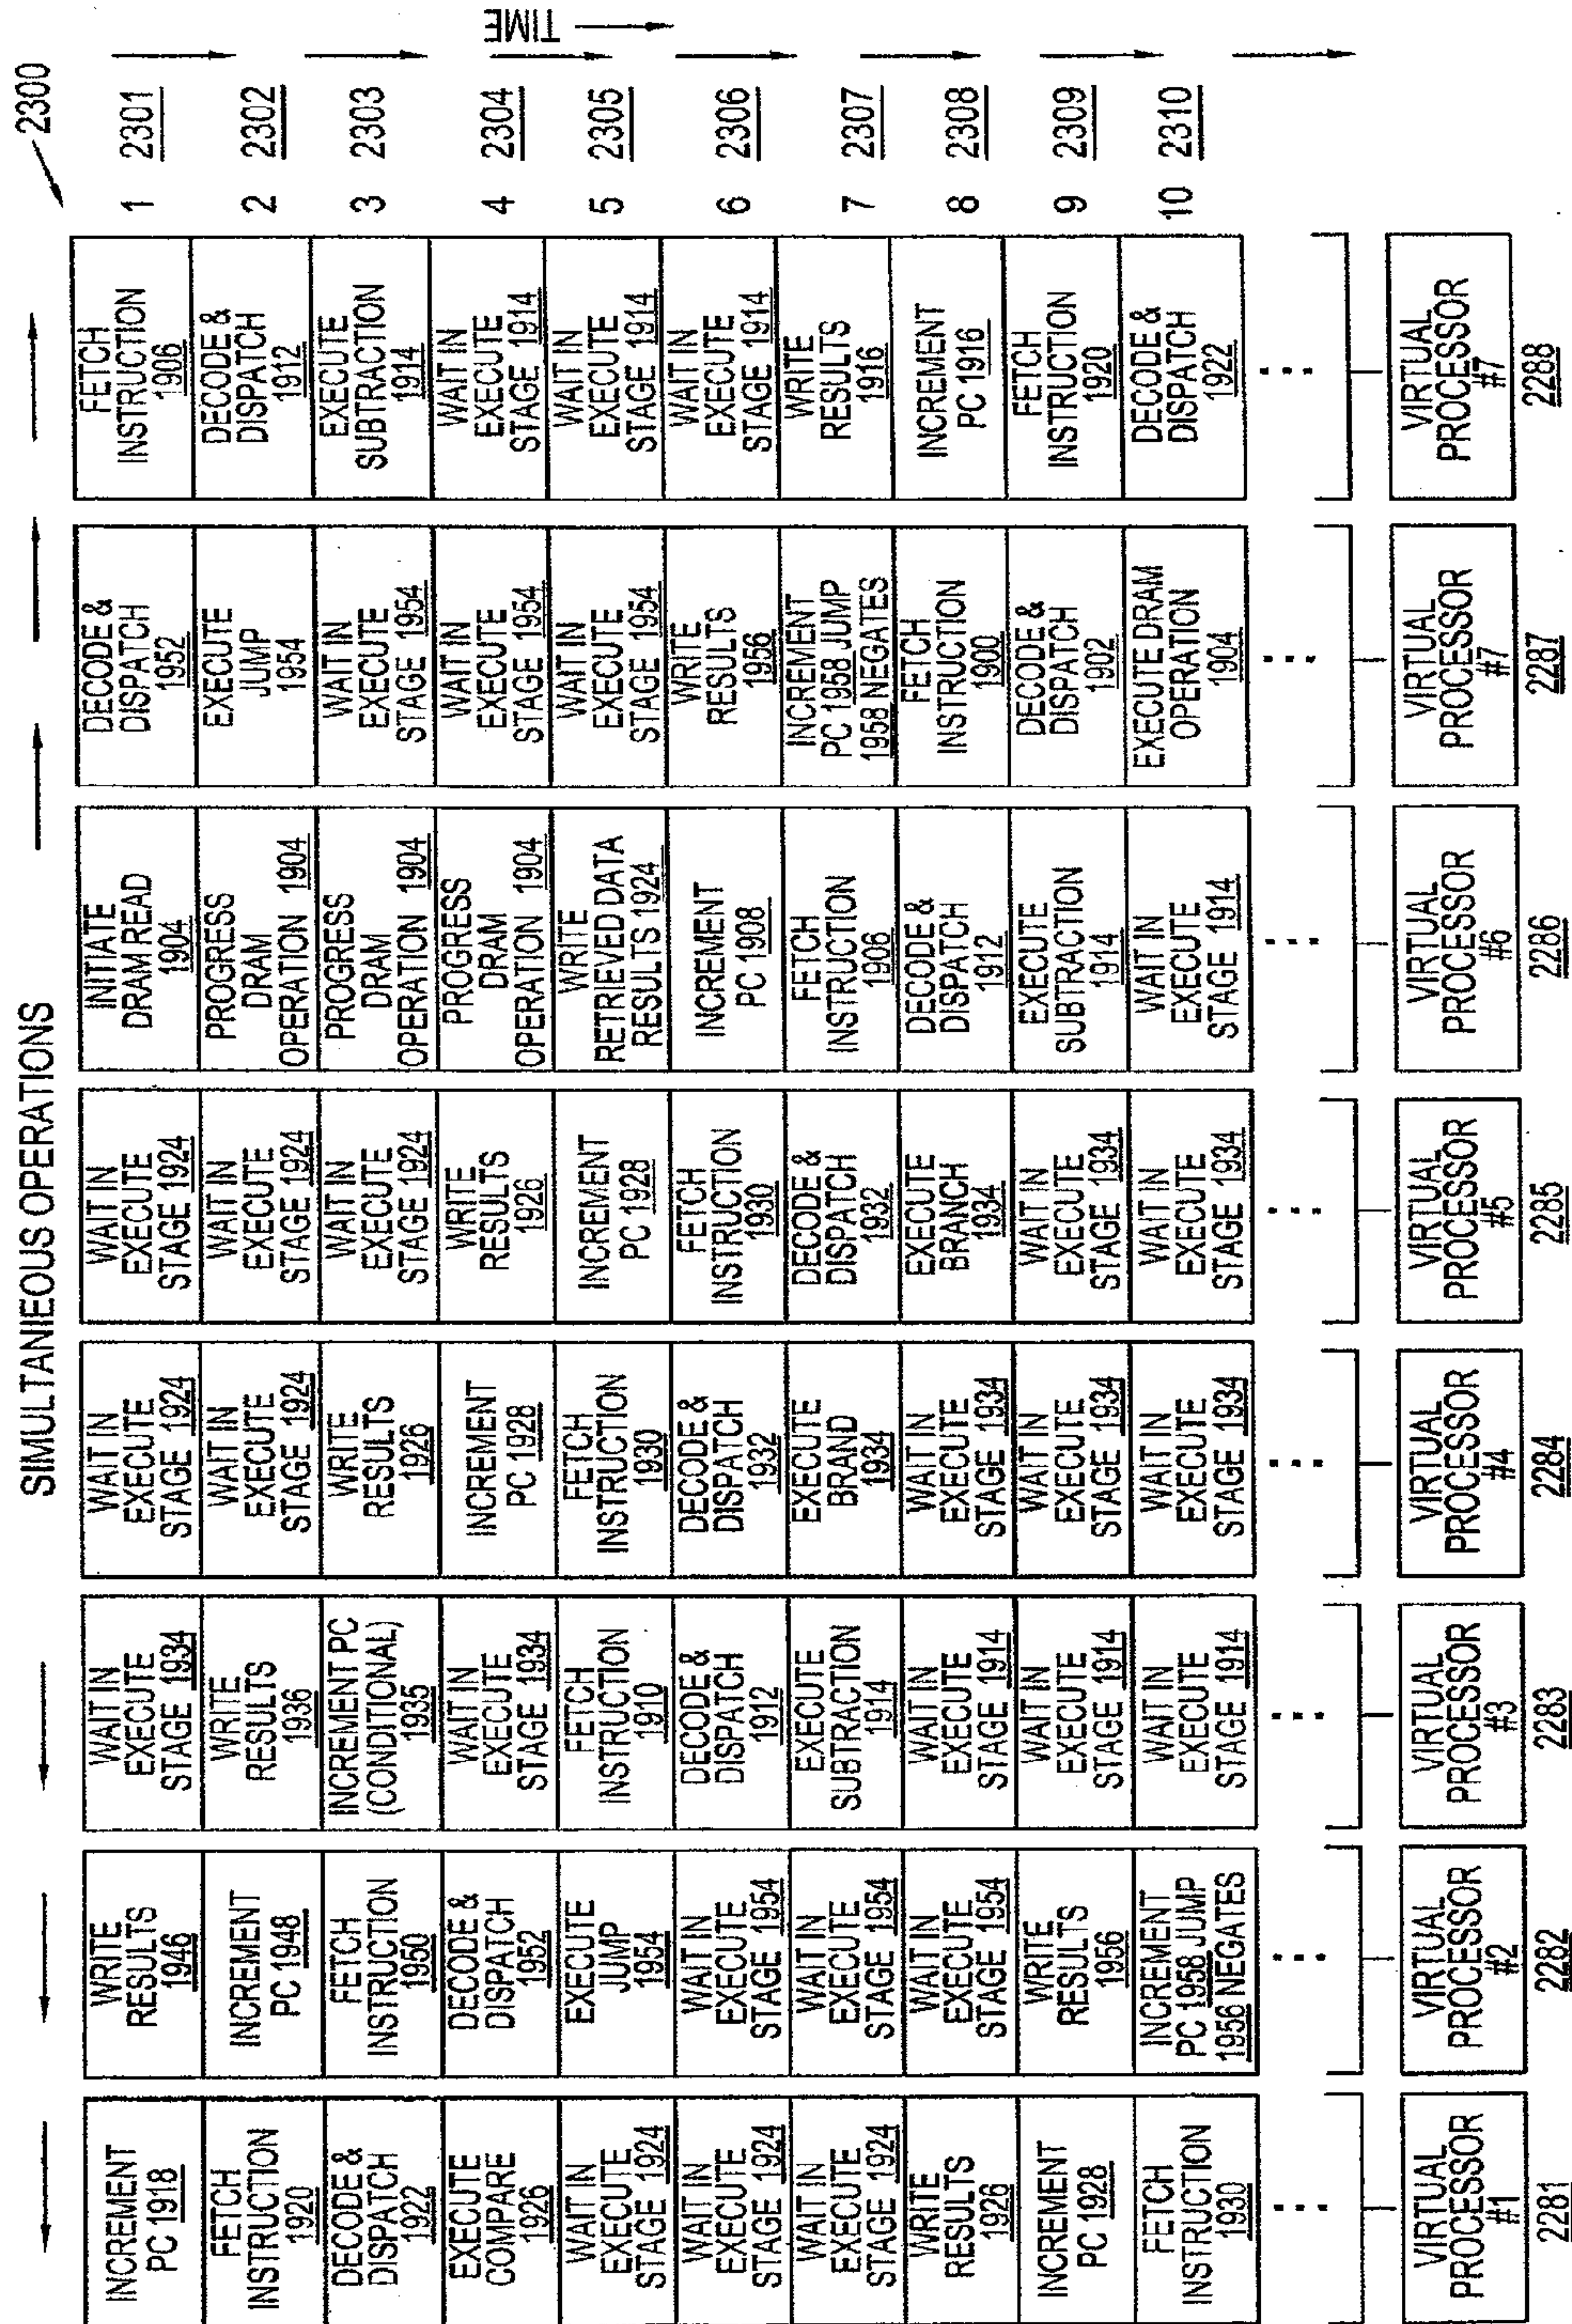 SIMULTANIEOUS OPERATIONS
2300
TIME
INCREMENT
PC 1918
FETCH
INSTRUCTION
1920
DECODE &
DISPATCH
1922
EXECUTE
COMPARE
1926
WAIT IN
EXECUTE
STAGE 1924
WAIT IN
EXECUTE
STAGE 1924
WAIT IN
EXECUTE
STAGE 1924
WRITE
RESULTS
1926
INCREMENT
PC 1928
FETCH
INSTRUCTION
1930
...
VIRTUAL
PROCESSOR
#1
2281
WRITE
RESULTS
1946
INCREMENT
PC 1948
FETCH
INSTRUCTION
1950
DECODE &
DISPATCH
1952
EXECUTE
JUMP
1954
WAIT IN
EXECUTE
STAGE 1954
WAIT IN
EXECUTE
STAGE 1954
WAIT IN
EXECUTE
STAGE 1954
WRITE
RESULTS
1956
INCREMENT
PC 1958 JUMP
1956 NEGATES
...
VIRTUAL
PROCESSOR
#2
2282
WAIT IN
EXECUTE
STAGE 1934
WRITE
RESULTS
1936
INCREMENT PC
(CONDITIONAL)
1935
WAIT IN
EXECUTE
STAGE 1934
FETCH
INSTRUCTION
1910
DECODE &
DISPATCH
1912
EXECUTE
SUBTRACTION
1914
WAIT IN
EXECUTE
STAGE 1914
WAIT IN
EXECUTE
STAGE 1914
WAIT IN
EXECUTE
STAGE 1914
...
VIRTUAL
PROCESSOR
#3
2283
WAIT IN
EXECUTE
STAGE 1924
WAIT IN
EXECUTE
STAGE 1924
WRITE
RESULTS
1926
INCREMENT
PC 1928
FETCH
INSTRUCTION
1930
DECODE &
DISPATCH
1932
EXECUTE
BRAND
1934
WAIT IN
EXECUTE
STAGE 1934
WAIT IN
EXECUTE
STAGE 1934
WAIT IN
EXECUTE
STAGE 1934
...
VIRTUAL
PROCESSOR
#4
2284
WAIT IN
EXECUTE
STAGE 1924
WAIT IN
EXECUTE
STAGE 1924
WAIT IN
EXECUTE
STAGE 1924
WRITE
RESULTS
1926
INCREMENT
PC 1928
FETCH
INSTRUCTION
1930
DECODE &
DISPATCH
1932
EXECUTE
BRANCH
1934
WAIT IN
EXECUTE
STAGE 1934
WAIT IN
EXECUTE
STAGE 1934
...
VIRTUAL
PROCESSOR
#5
2285
INITIATE
DRAM READ
1904
PROGRESS
DRAM
OPERATION 1904
PROGRESS
DRAM
OPERATION 1904
PROGRESS
DRAM
OPERATION 1904
WRITE
RETRIEVED DATA
RESULTS 1924
INCREMENT
PC 1908
FETCH
INSTRUCTION
1906
DECODE &
DISPATCH
1912
EXECUTE
SUBTRACTION
1914
WAIT IN
EXECUTE
STAGE 1914
...
VIRTUAL
PROCESSOR
#6
2286
DECODE &
DISPATCH
1952
EXECUTE
JUMP
1954
WAIT IN
EXECUTE
STAGE 1954
WAIT IN
EXECUTE
STAGE 1954
WAIT IN
EXECUTE
STAGE 1954
WRITE
RESULTS
1956
INCREMENT
PC 1958 JUMP
1958 NEGATES
FETCH
INSTRUCTION
1900
DECODE &
DISPATCH
1902
EXECUTE DRAM
OPERATION
1904
...
VIRTUAL
PROCESSOR
#7
2287
FETCH
INSTRUCTION
1906
DECODE &
DISPATCH
1912
EXECUTE
SUBTRACTION
1914
WAIT IN
EXECUTE
STAGE 1914
WAIT IN
EXECUTE
STAGE 1914
WAIT IN
EXECUTE
STAGE 1914
WRITE
RESULTS
1916
INCREMENT
PC 1916
FETCH
INSTRUCTION
1920
DECODE &
DISPATCH
1922
...
VIRTUAL
PROCESSOR
#7
2288
1 2301
2 2302
3 2303
4 2304
5 2305
6 2306
7 2307
8 2308
9 2309
10 2310